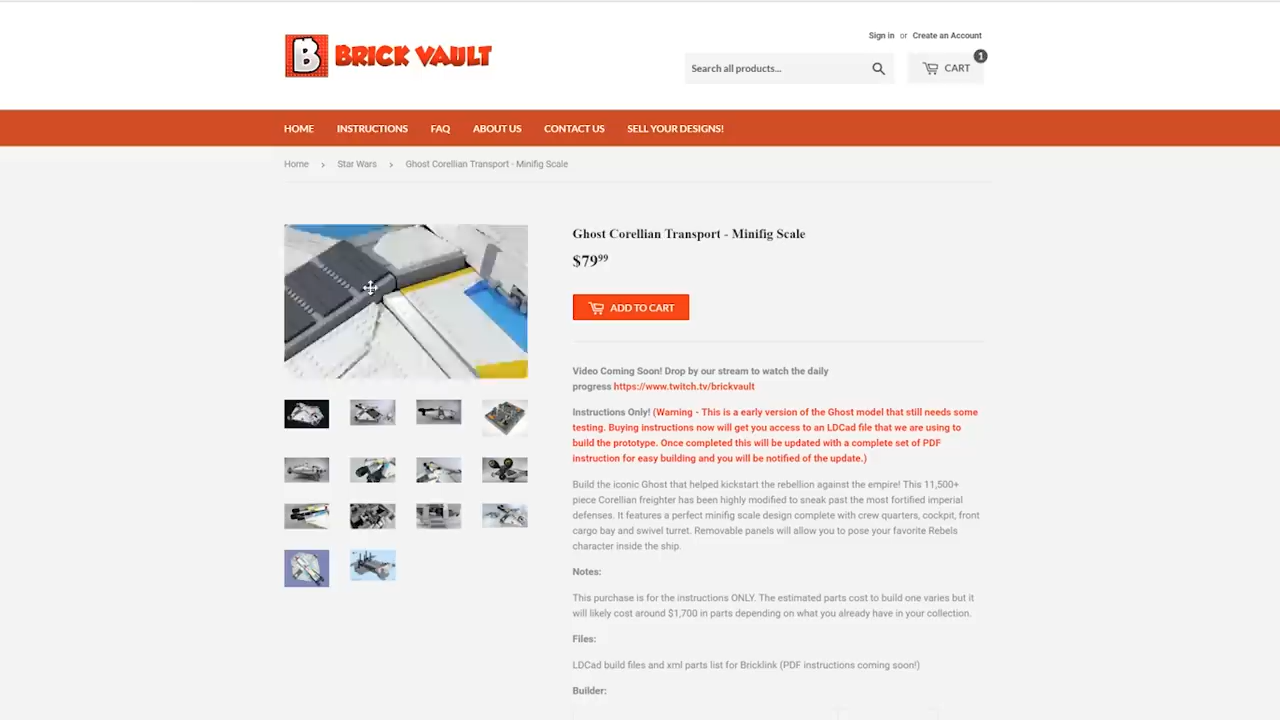 B BRICK VAULT
Sign in or Create an Account
Search all products...
CART
1
HOME INSTRUCTIONS FAQ ABOUT US CONTACT US SELL YOUR DESIGNS!
Home › Star Wars › Ghost Corellian Transport - Minifig Scale
Ghost Corellian Transport - Minifig Scale
$79.99
ADD TO CART
Video Coming Soon! Drop by our stream to watch the daily
progress https://www.twitch.tv/brickvault
Instructions Only! (Warning - This is a early version of the Ghost model that still needs some
testing. Buying instructions now will get you access to an LDCad file that we are using to
build the prototype. Once completed this will be updated with a complete set of PDF
instruction for easy building and you will be notified of the update.)
Build the iconic Ghost that helped kickstart the rebellion against the empire! This 11,500+
piece Corellian freighter has been highly modified to sneak past the most fortified imperial
defenses. It features a perfect minifig scale design complete with crew quarters, cockpit, front
cargo bay and swivel turret. Removable panels will allow you to pose your favorite Rebels
character inside the ship.
Notes:
This purchase is for the instructions ONLY. The estimated parts cost to build one varies but it
will likely cost around $1,700 in parts depending on what you already have in your collection.
Files:
LDCad build files and xml parts list for Bricklink (PDF instructions coming soon!)
Builder: